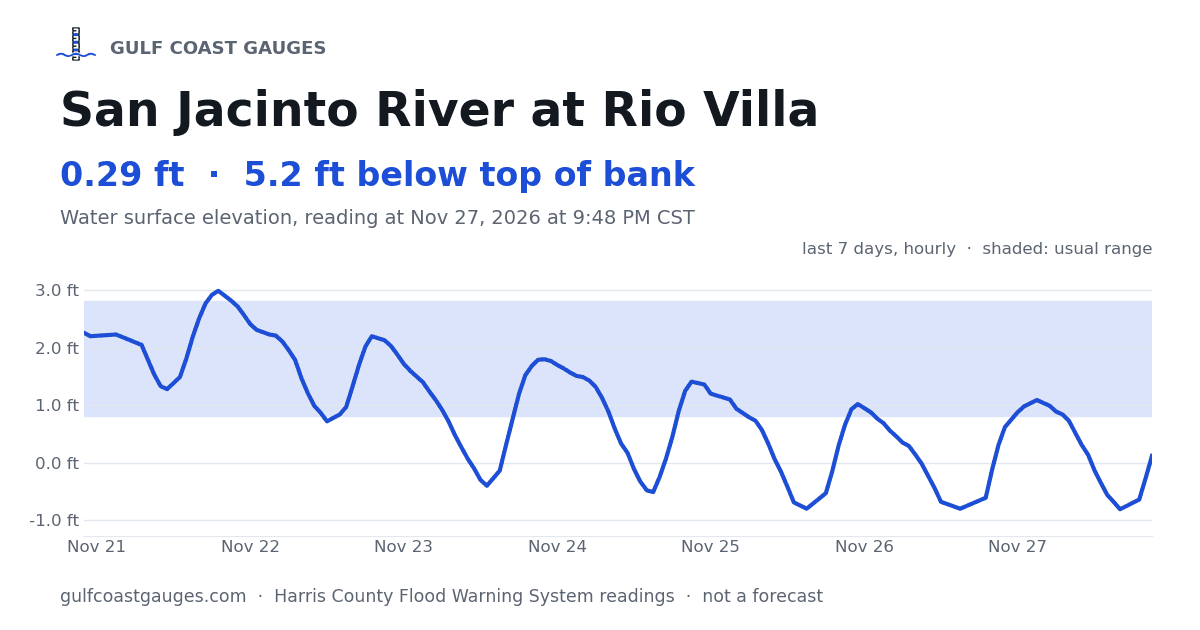 GULF COAST GAUGES
San Jacinto River at Rio Villa
0.29 ft · 5.2 ft below top of bank
Water surface elevation, reading at Nov 27, 2026 at 9:48 PM CST
last 7 days, hourly · shaded: usual range
3.0 ft
2.0 ft
1.0 ft
0.0 ft
-1.0 ft
Nov 21 Nov 22 Nov 23 Nov 24 Nov 25 Nov 26 Nov 27
gulfcoastgauges.com · Harris County Flood Warning System readings · not a forecast